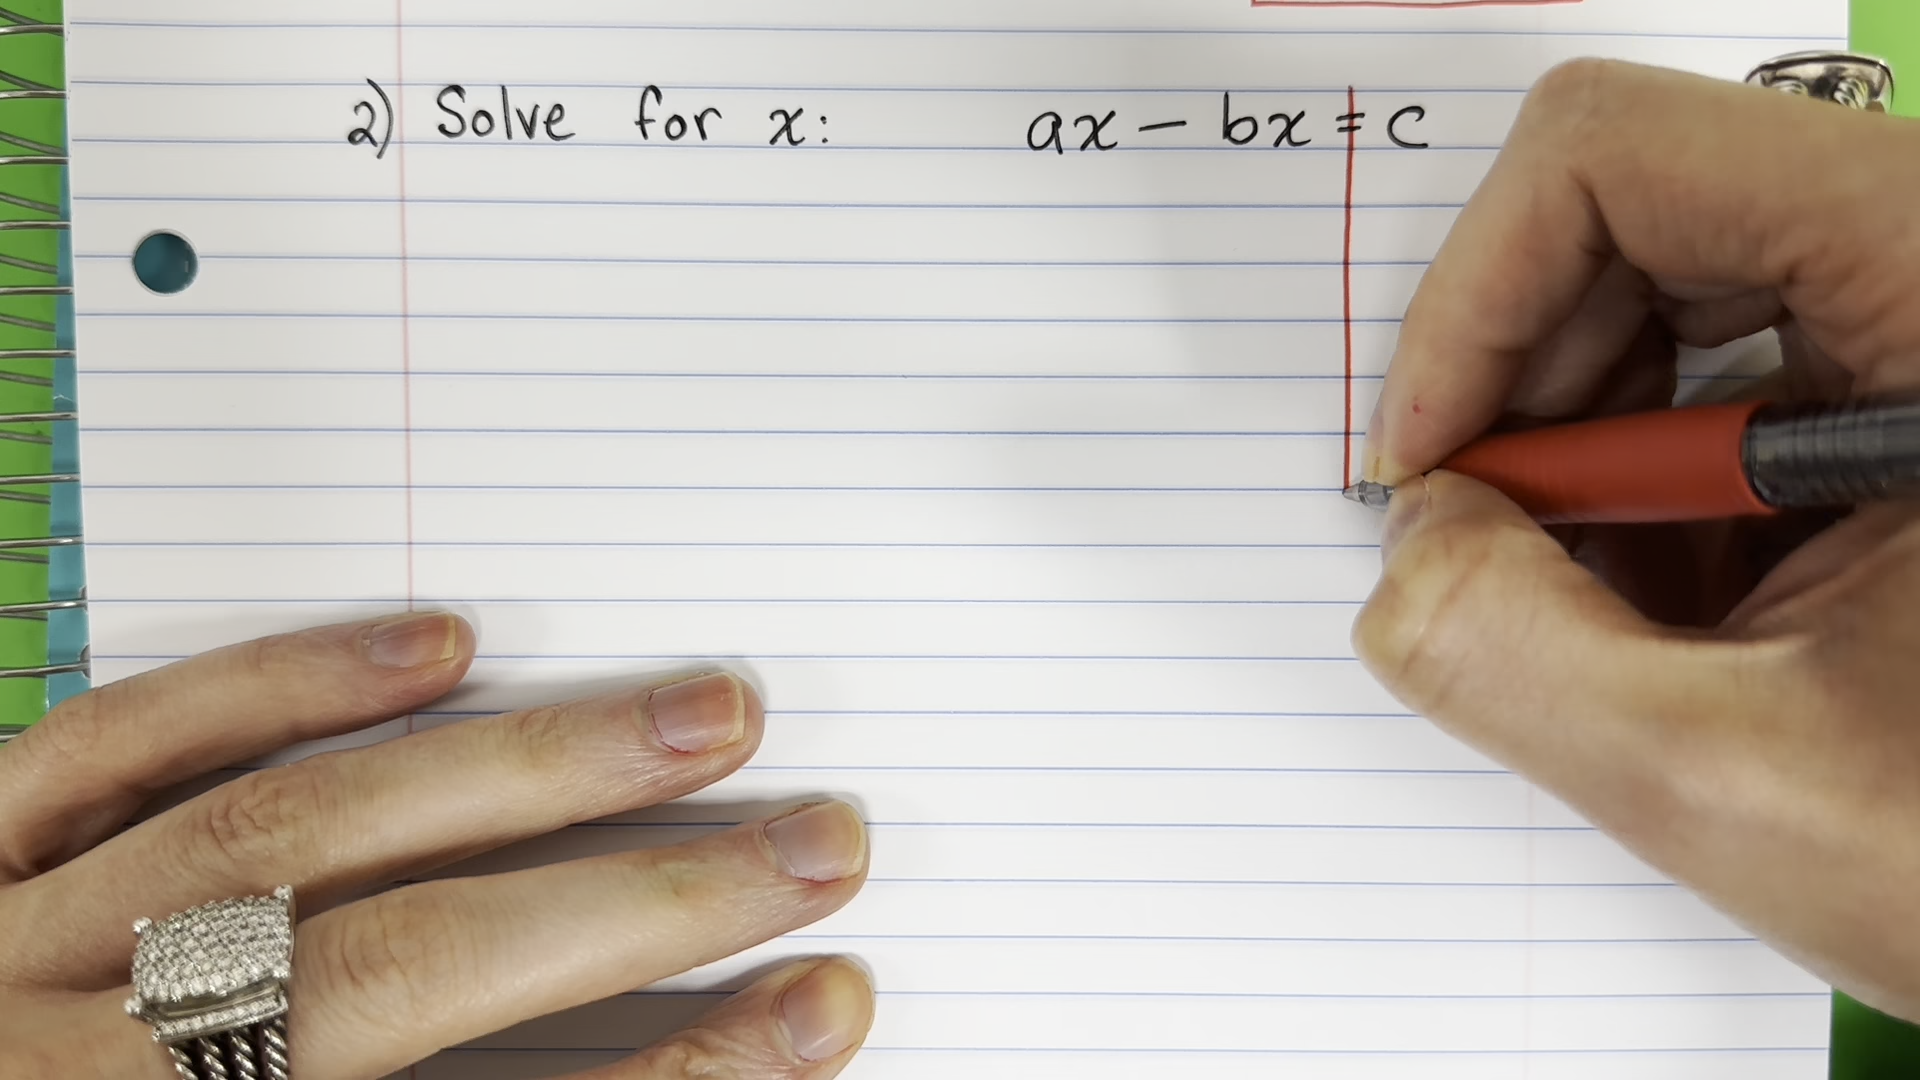 2) Solve for x: ax - bx = c